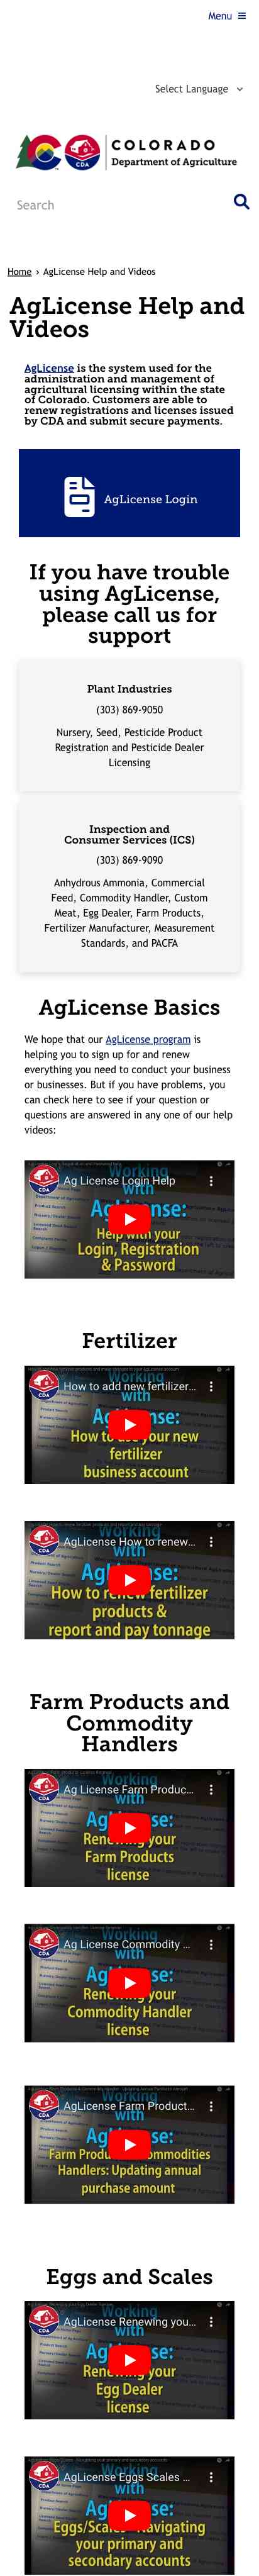 Menu
Select Language
CO
CDA
COLORADO
Department of Agriculture
Search
Home › AgLicense Help and Videos
AgLicense Help and
Videos
AgLicense is the system used for the
administration and management of
agricultural licensing within the state
of Colorado. Customers are able to
renew registrations and licenses issued
by CDA and submit secure payments.
AgLicense Login
If you have trouble
using AgLicense,
please call us for
support
Plant Industries
(303) 869-9050
Nursery, Seed, Pesticide Product
Registration and Pesticide Dealer
Licensing
Inspection and
Consumer Services (ICS)
(303) 869-9090
Anhydrous Ammonia, Commercial
Feed, Commodity Handler, Custom
Meat, Egg Dealer, Farm Products,
Fertilizer Manufacturer, Measurement
Standards, and PACFA
AgLicense Basics
We hope that our AgLicense program is
helping you to sign up for and renew
everything you need to conduct your business
or businesses. But if you have problems, you
can check here to see if your question or
questions are answered in any one of our help
videos:
Working
Ag License Login Help
with
Help with your
Login, Registration
& Password
Fertilizer
How to add new fertilizer...
with
How to use your new
fertilizer
business account
Working
AgLicense How to renew...
with
How to renew fertilizer
products &
report and pay tonnage
Farm Products and
Commodity
Handlers
Working
Ag License Farm Produc...
with
Renewing your
Farm Products
license
Working
Ag License Commodity ...
with
Renewing your
Commodity Handler
license
Working
AgLicense Farm Product...
with
Farm Products Commodities
Handlers: Updating annual
purchase amount
Eggs and Scales
Working
AgLicense Renewing you...
with
Renewing your
Egg Dealer
license
Working
AgLicense Eggs Scales ...
with
Eggs/Scales Navigating
your primary and
secondary accounts